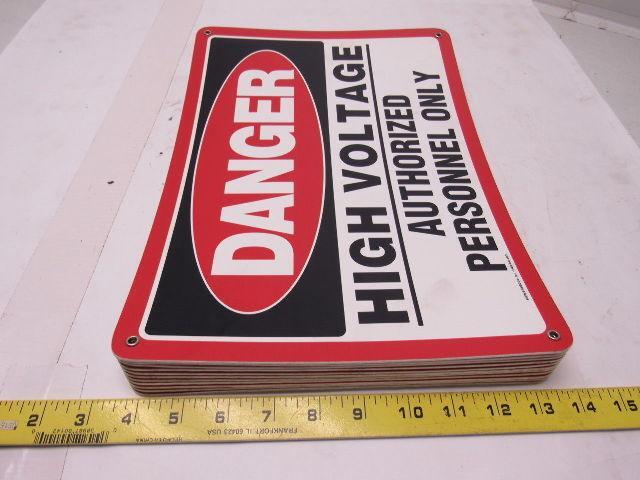 DANGER
HIGH VOLTAGE
AUTHORIZED
PERSONNEL ONLY
2 3 4 5 6 7 8 9 10 11 12 13 14 15
FRANKFORT, IL 60423 USA